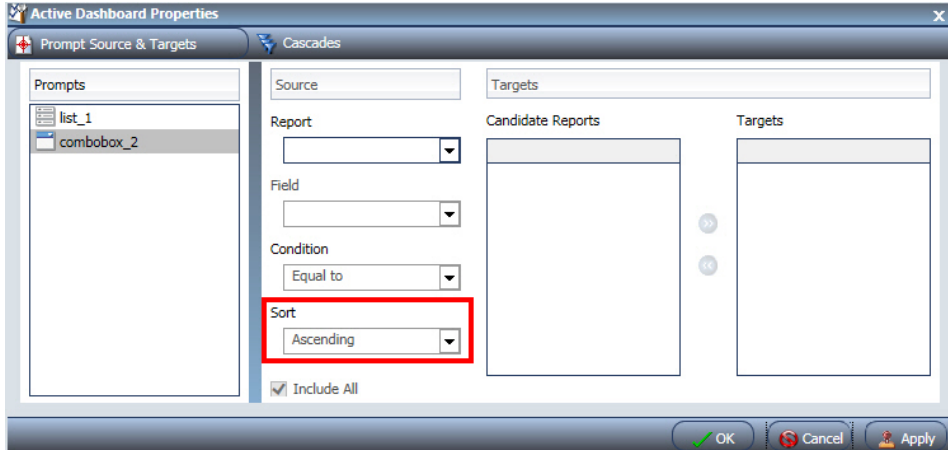 Active Dashboard Properties
x
Prompt Source & Targets
Cascades
Prompts
list_1
combobox_2
Source
Report
Field
Condition
Equal to
Sort
Ascending
Include All
Targets
Candidate Reports
Targets
OK
Cancel
Apply